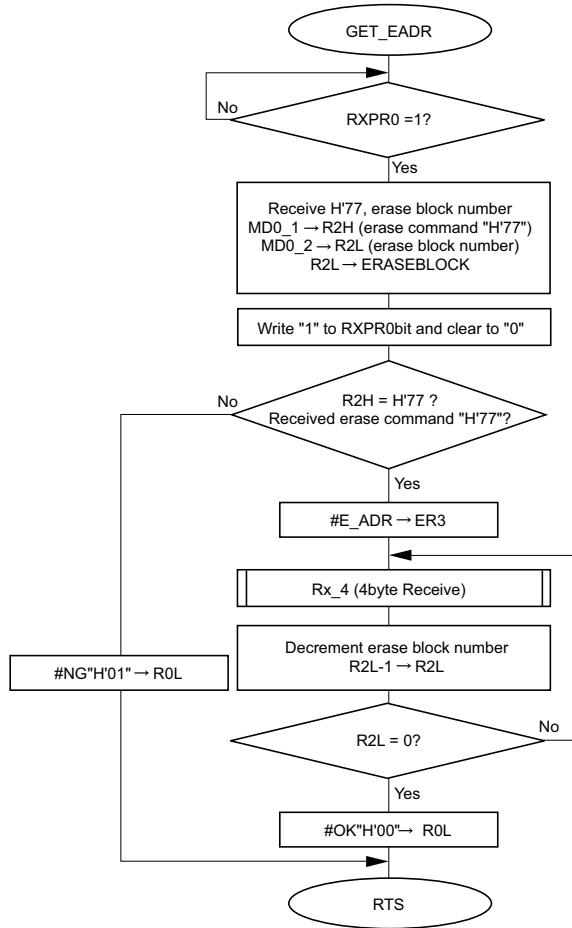 GET_EADR
No
RXPR0 =1?
Yes
Receive H'77, erase block number
MD0_1 → R2H (erase command "H'77")
MD0_2 → R2L (erase block number)
R2L → ERASEBLOCK
Write "1" to RXPR0bit and clear to "0"
No
R2H = H'77 ?
Received erase command "H'77"?
Yes
#E_ADR → ER3
Rx_4 (4byte Receive)
Decrement erase block number
R2L-1 → R2L
#NG"H'01" → R0L
No
R2L = 0?
Yes
#OK"H'00"→ R0L
RTS